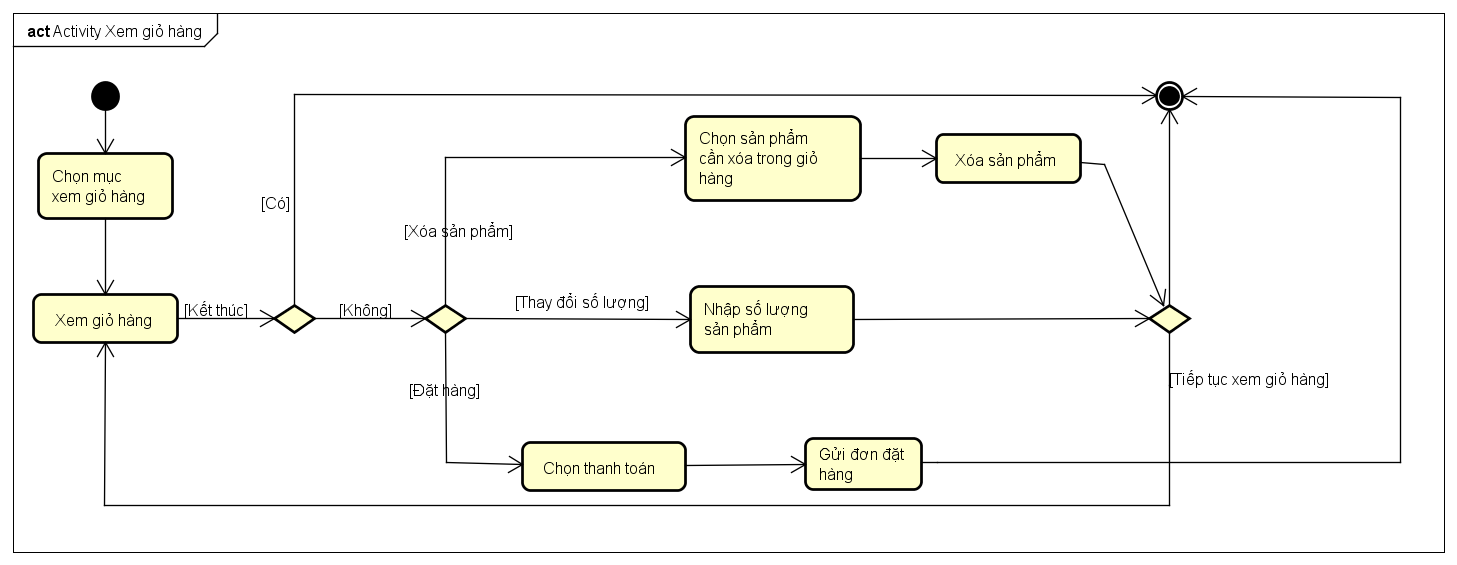 act Activity Xem giỏ hàng
Chọn mục
xem giỏ hàng
Xem giỏ hàng
[Kết thúc]
[Có]
[Không]
[Xóa sản phẩm]
[Thay đổi số lượng]
[Đặt hàng]
Chọn sản phẩm
cần xóa trong giỏ
hàng
Xóa sản phẩm
Nhập số lượng
sản phẩm
Chọn thanh toán
Gửi đơn đặt
hàng
[Tiếp tục xem giỏ hàng]